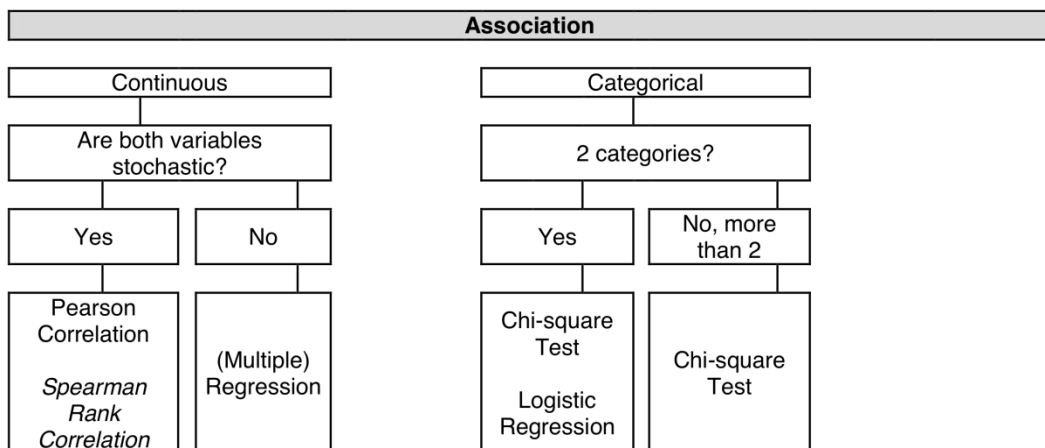 Association
Continuous
Are both variables
stochastic?
Yes
No
Pearson
Correlation
Spearman
Rank
Correlation
(Multiple)
Regression
Categorical
2 categories?
Yes
No, more
than 2
Chi-square
Test
Logistic
Regression
Chi-square
Test